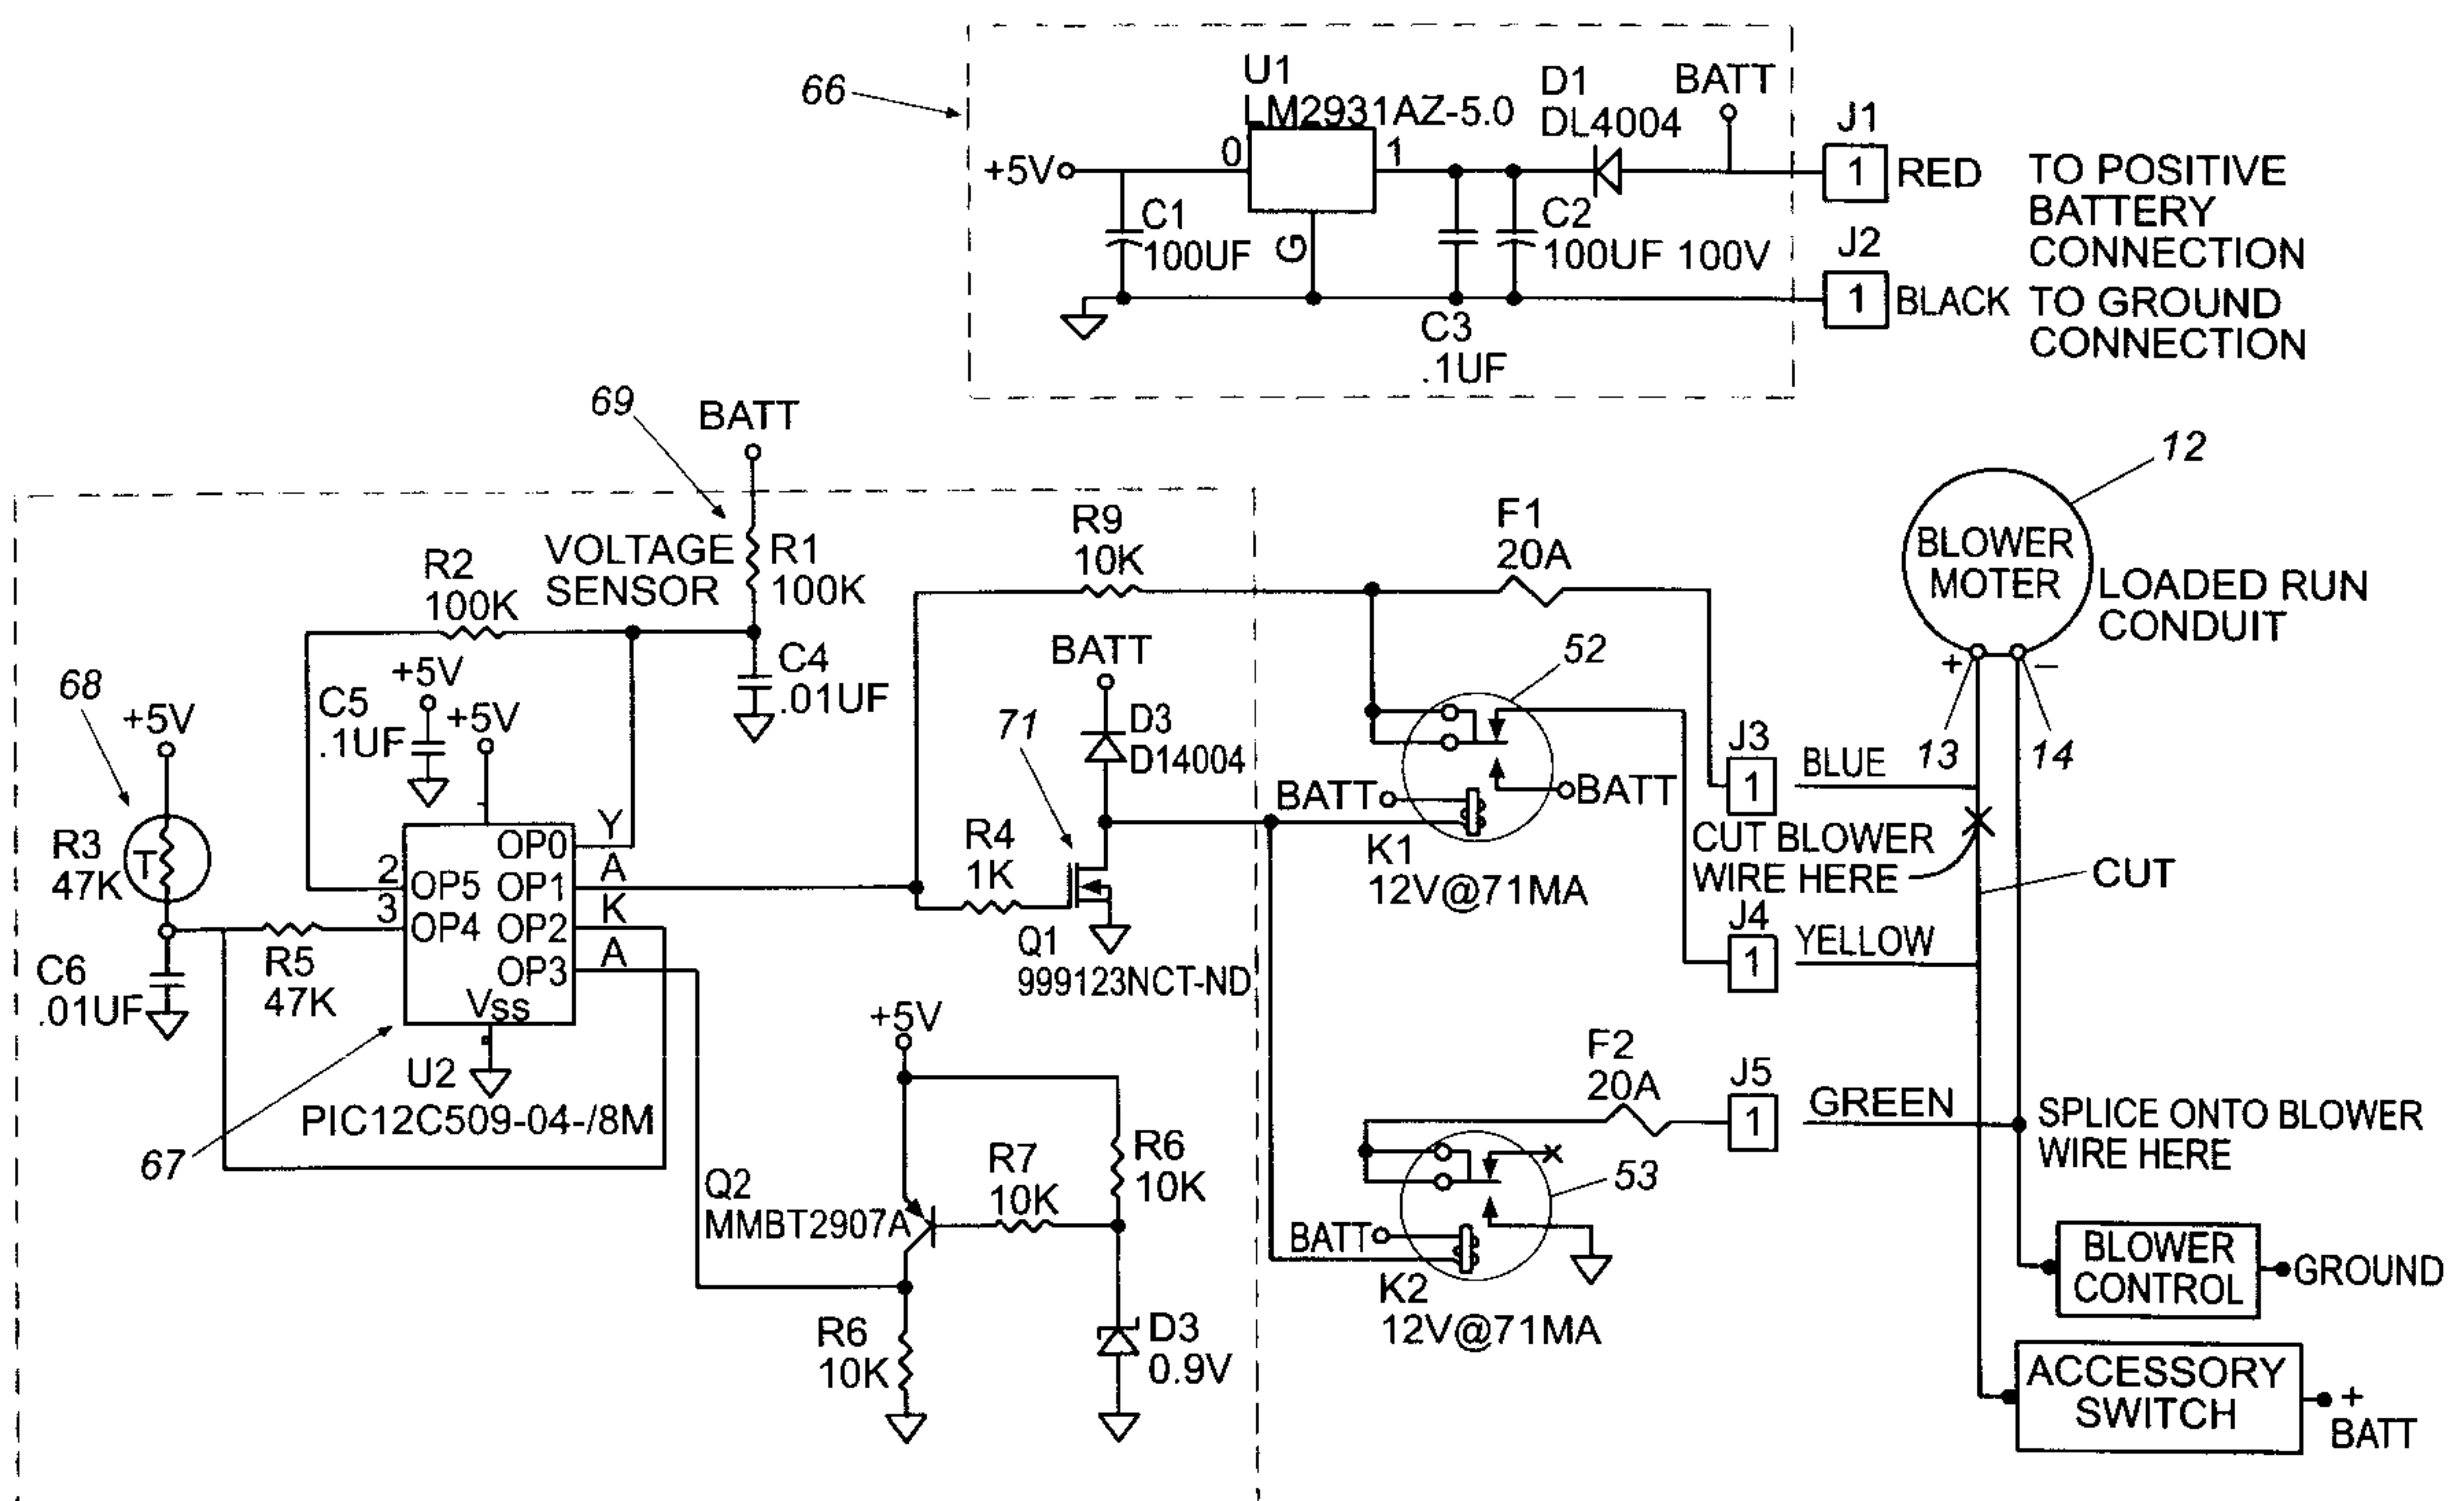 66
U1
LM2931AZ-5.0
D1
DL4004
BATT
J1
+5V
0
1
1
RED
TO POSITIVE
BATTERY
CONNECTION
C1
100UF
G
C2
100UF 100V
J2
1
BLACK
TO GROUND
CONNECTION
C3
.1UF
69
BATT
VOLTAGE
SENSOR
R1
100K
R2
100K
C4
.01UF
R9
10K
F1
20A
12
BLOWER
MOTER
LOADED RUN
CONDUIT
+
–
13
14
68
+5V
C5
.1UF
+5V
+5V
R3
47K
T
C6
.01UF
R5
47K
2
3
OP5
OP4
OP0
OP1
OP2
OP3
Y
A
K
A
Vss
U2
PIC12C509-04-/8M
67
BATT
D3
D14004
71
R4
1K
Q1
999123NCT-ND
52
BATT
BATT
K1
12V@71MA
J3
1
BLUE
CUT BLOWER
WIRE HERE
CUT
J4
1
YELLOW
+5V
R6
10K
R7
10K
Q2
MMBT2907A
R6
10K
D3
0.9V
F2
20A
J5
1
GREEN
SPLICE ONTO BLOWER
WIRE HERE
53
BATT
K2
12V@71MA
BLOWER
CONTROL
GROUND
ACCESSORY
SWITCH
+
BATT